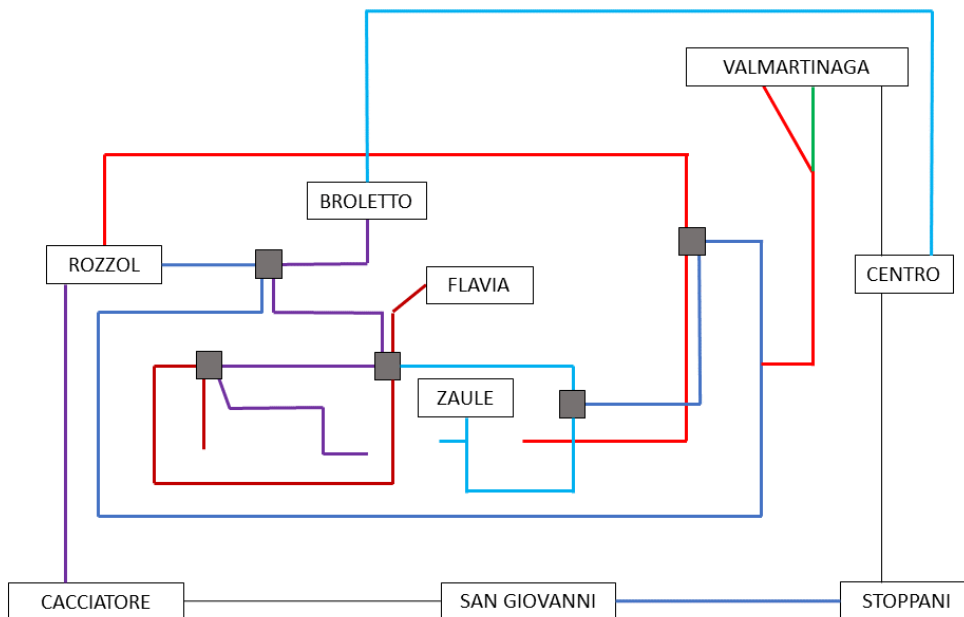 VALMARTINAGA
BROLETTO
ROZZOL
FLAVIA
CENTRO
ZAULE
CACCIATORE
SAN GIOVANNI
STOPPANI